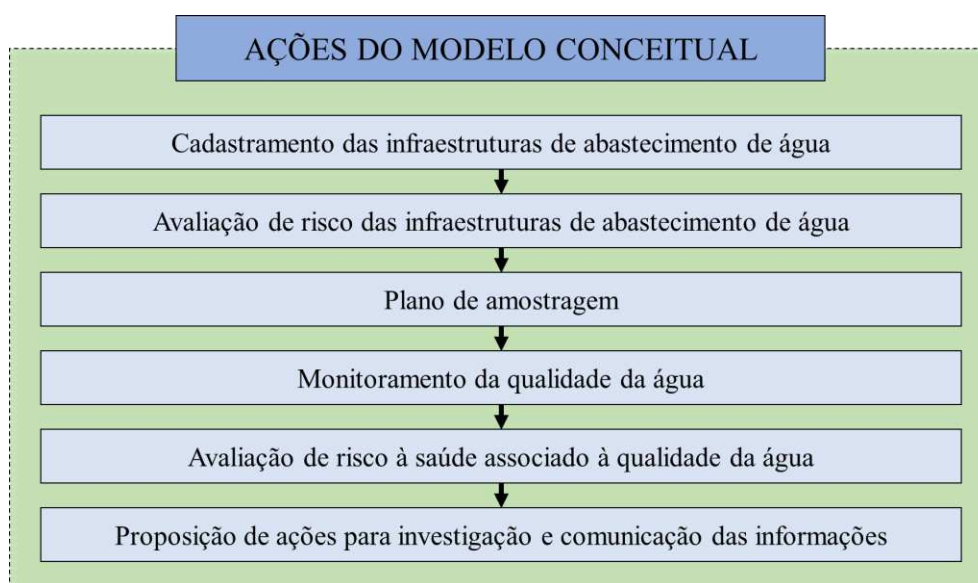 AÇÕES DO MODELO CONCEITUAL
Cadastramento das infraestruturas de abastecimento de água
Avaliação de risco das infraestruturas de abastecimento de água
Plano de amostragem
Monitoramento da qualidade da água
Avaliação de risco à saúde associado à qualidade da água
Proposição de ações para investigação e comunicação das informações